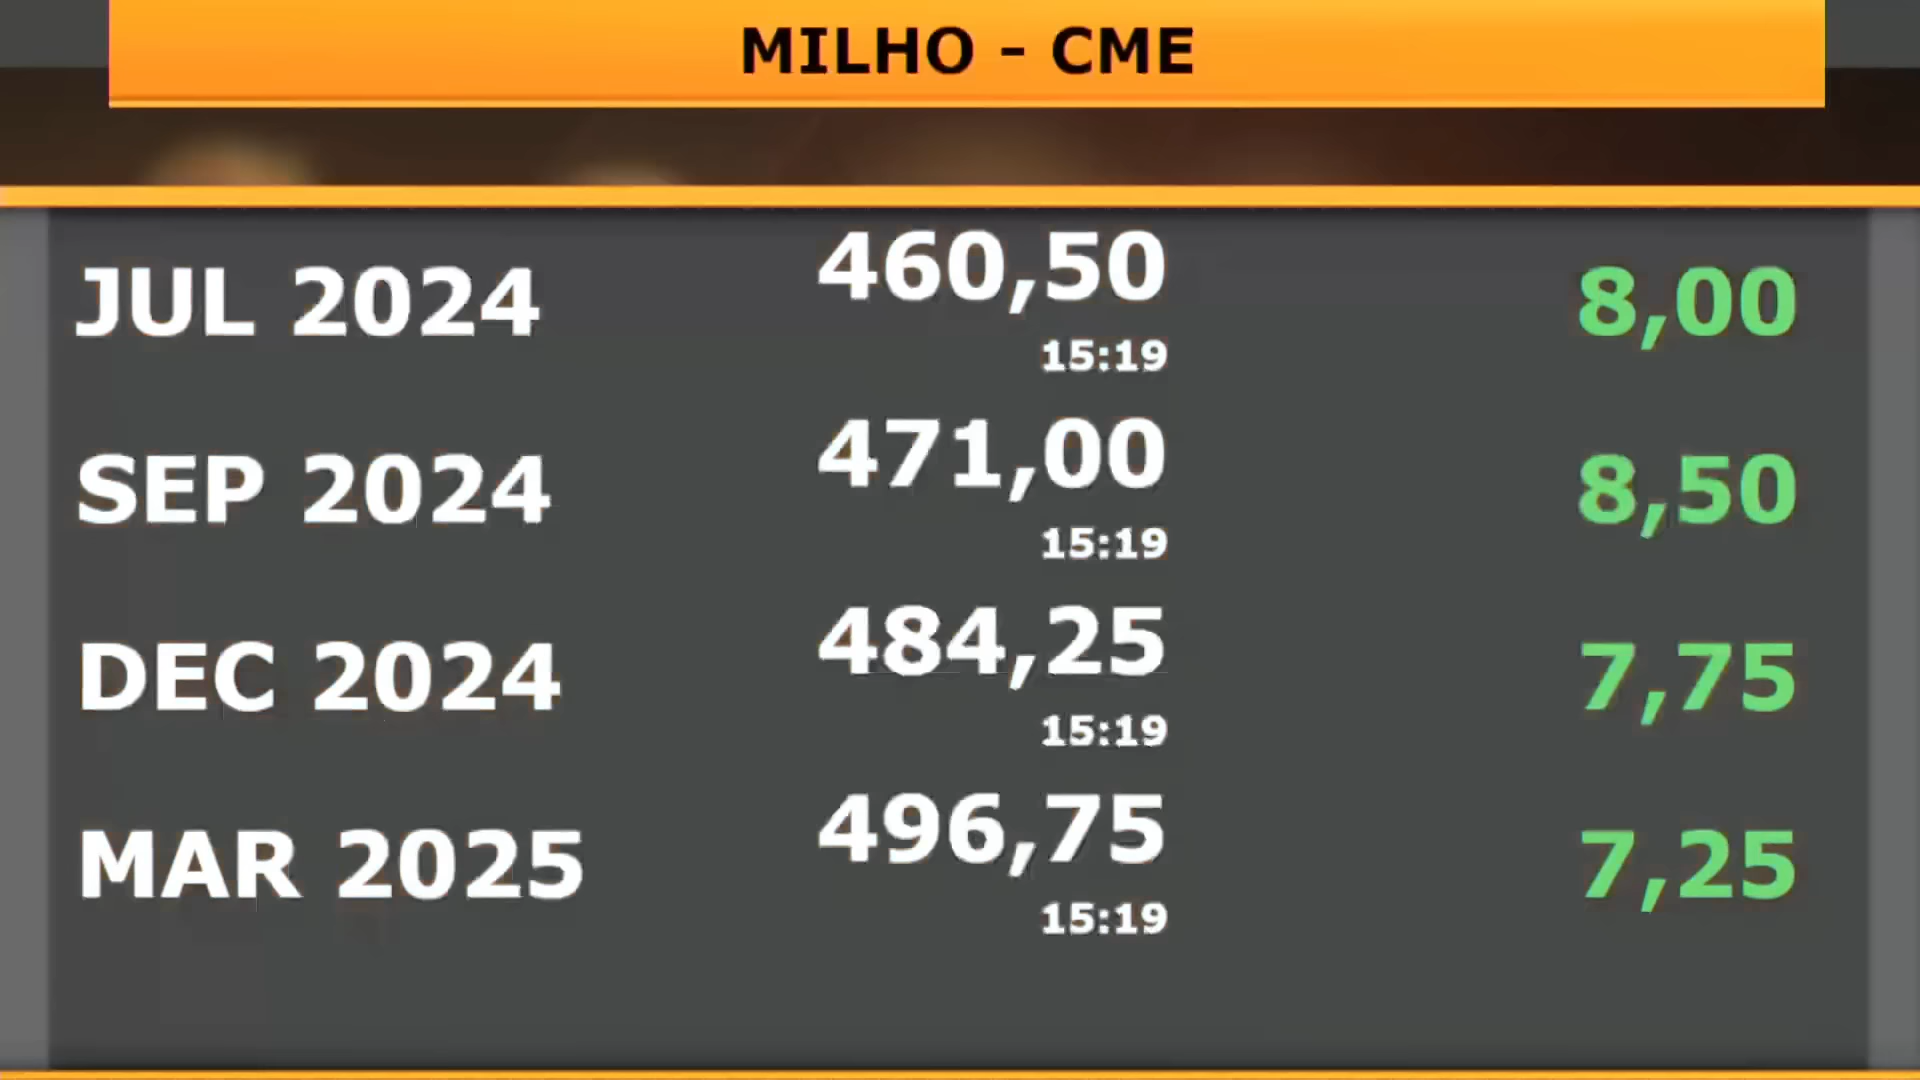 MILHO - CME
JUL 2024 460,50 8,00
15:19
SEP 2024 471,00 8,50
15:19
DEC 2024 484,25 7,75
15:19
MAR 2025 496,75 7,25
15:19